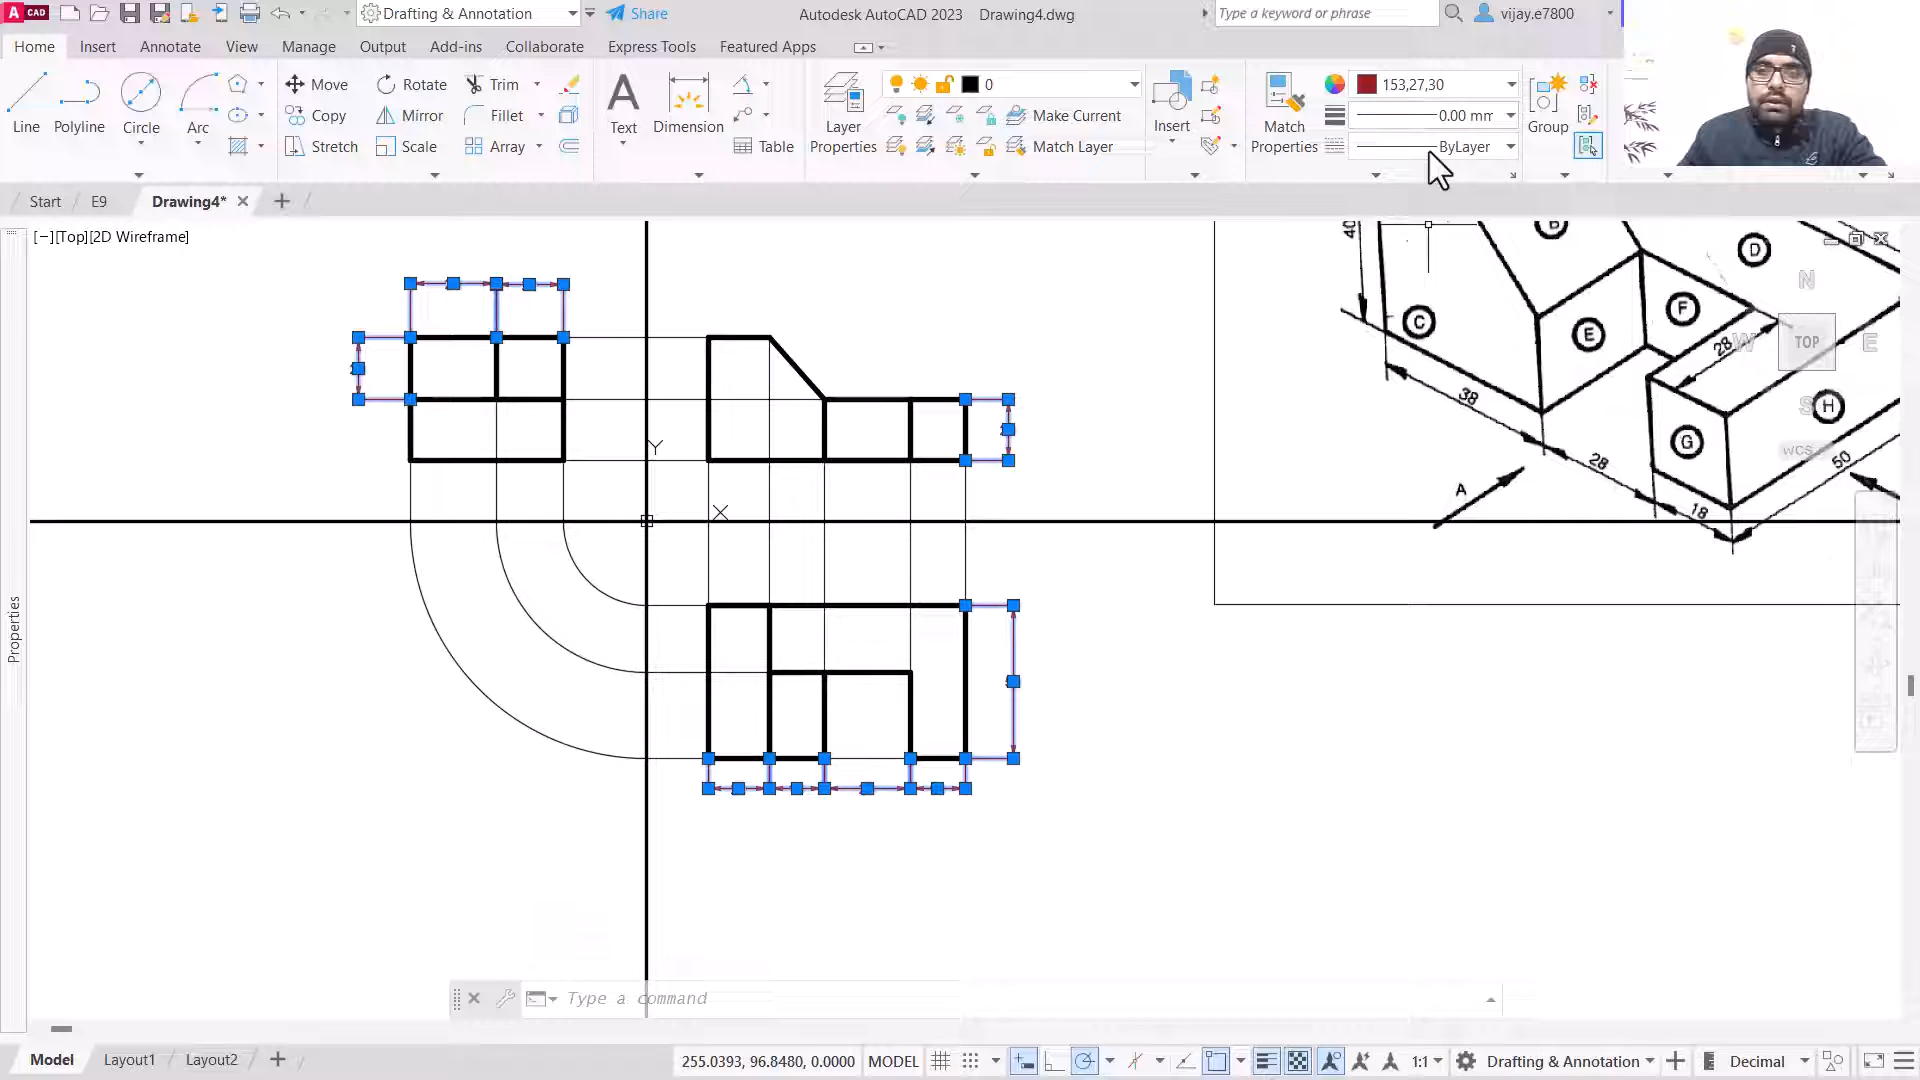 A CAD
Drafting & Annotation
Share
Autodesk AutoCAD 2023 Drawing4.dwg
Type a keyword or phrase
vijay.e7800
Home Insert Annotate View Manage Output Add-ins Collaborate Express Tools Featured Apps
Line Polyline Circle Arc
Move Rotate Trim
Copy Mirror Fillet
Stretch Scale Array
Text Dimension Table
Layer Properties
0
Make Current
Match Layer
Insert
Match Properties
153,27,30
0.00 mm
ByLayer
Group
Start E9 Drawing4*
[−][Top][2D Wireframe]
40
B
D
N
C
E
F
28
W
TOP
E
38
S
H
G
WCS
50
28
A
18
Y
X
Properties
Type a command
Model Layout1 Layout2
255.0393, 96.8480, 0.0000 MODEL
1:1
Drafting & Annotation
Decimal